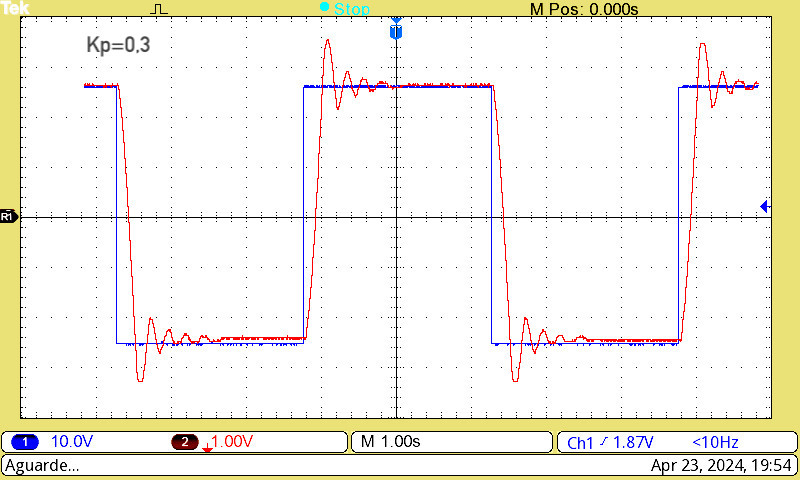 Tek Stop M Pos: 0.000s
Kp=0.3
R1
1 10.0V 2 1.00V M 1.00s Ch1 1.87V <10Hz
Aguarde... Apr 23, 2024, 19:54